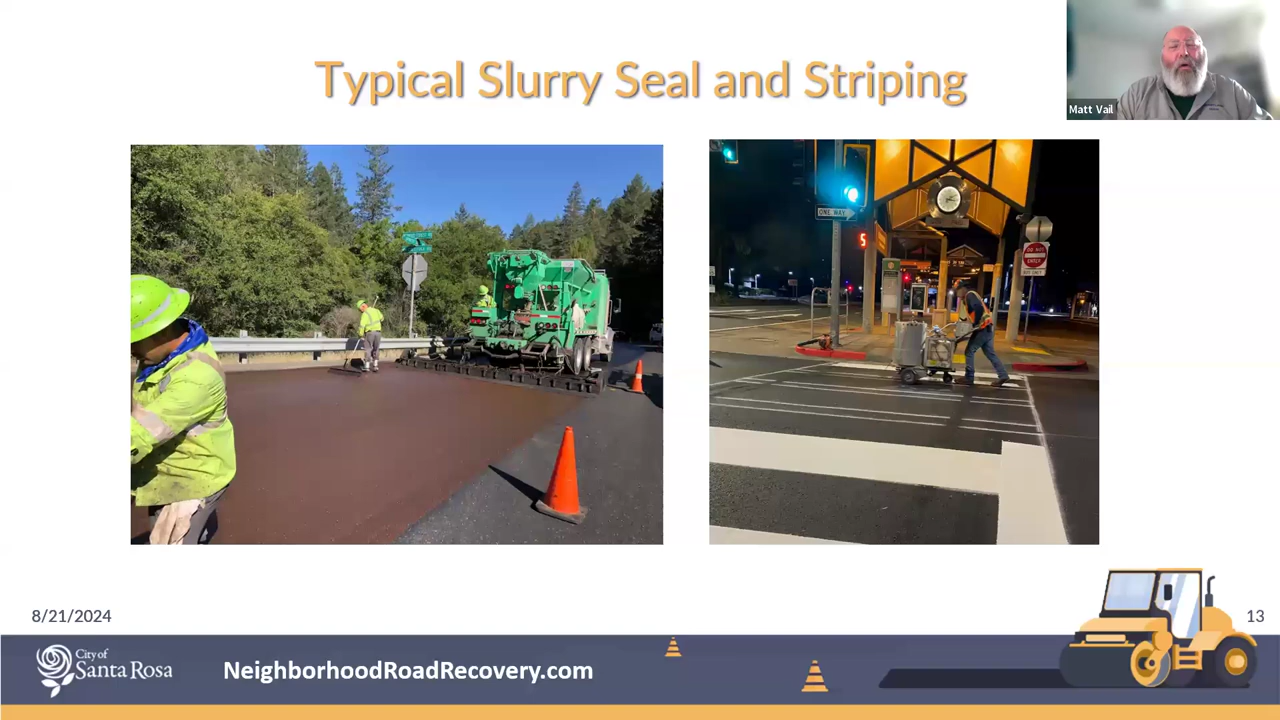 Typical Slurry Seal and Striping
Matt Vail
ONE WAY
5
DO NOT
ENTER
8/21/2024
13
City of
Santa Rosa
NeighborhoodRoadRecovery.com